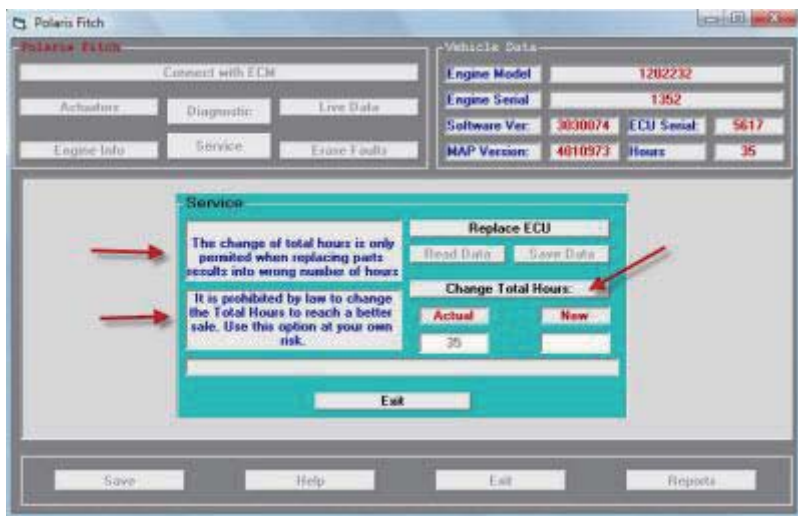 Polaris Fitch
Polaris Fitch
Connect with ECM
Actuators
Diagnostic
Live Data
Engine Info
Service
Erase Faults
Vehicle Data
Engine Model
1202232
Engine Serial
1352
Software Ver:
3030074
ECU Serial:
5617
MAP Version:
4010973
Hours
35
Service
The change of total hours is only
permited when replacing parts
results into wrong number of hours
It is prohibited by law to change
the Total Hours to reach a better
sale. Use this option at your own
risk.
Replace ECU
Read Data
Save Data
Change Total Hours:
Actual
New
35
Exit
Save
Help
Exit
Reports